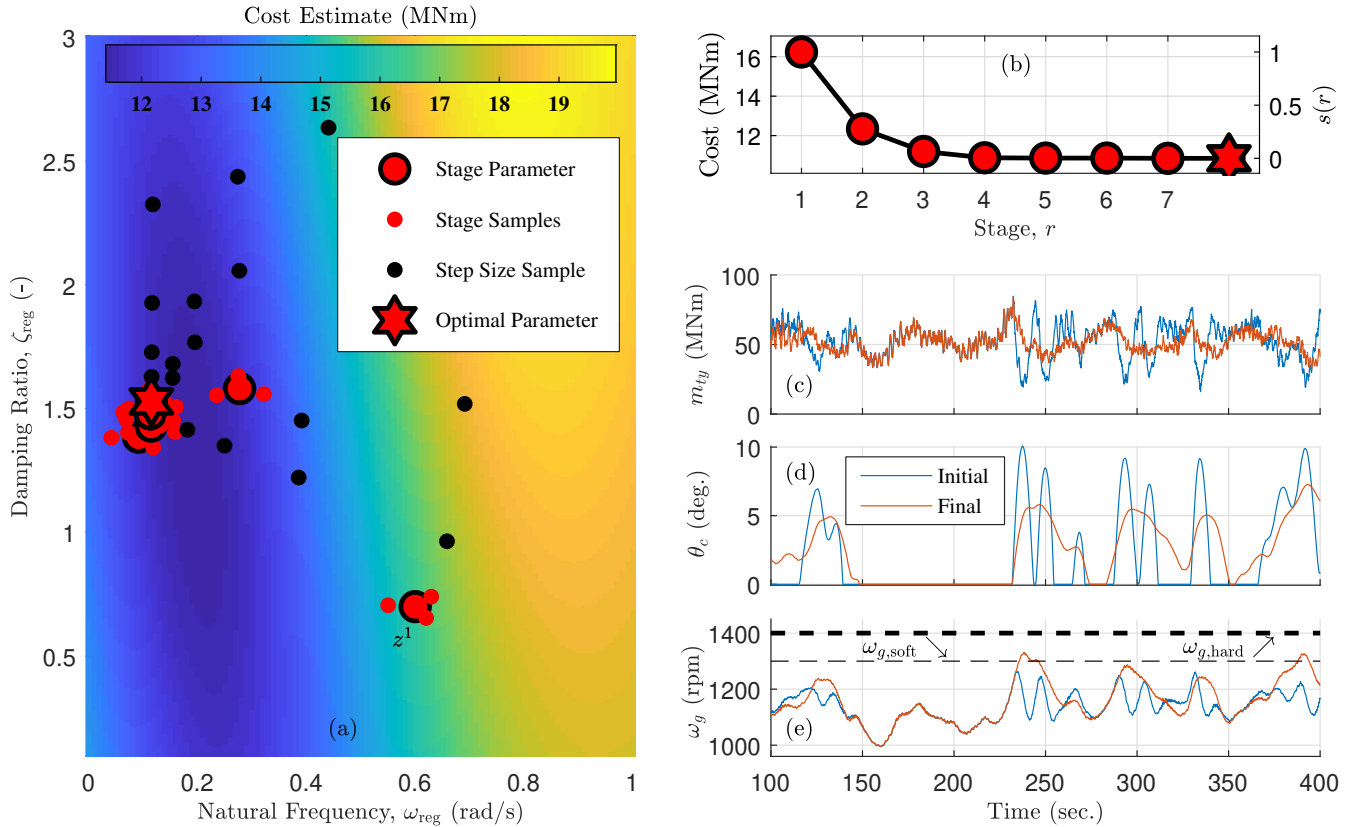 Cost Estimate (MNm)
3
2.5
2
1.5
1
0.5
Damping Ratio, ζreg (-)
12 13 14 15 16 17 18 19
Stage Parameter
Stage Samples
Step Size Sample
Optimal Parameter
z¹
(a)
0 0.2 0.4 0.6 0.8 1
Natural Frequency, ωreg (rad/s)
Cost (MNm)
16
14
12
(b)
1
0.5
0
s(r)
1 2 3 4 5 6 7
Stage, r
mty (MNm)
100
50
0
(c)
θc (deg.)
10
5
0
(d)
Initial
Final
ωg (rpm)
1400
1200
1000
ωg,soft
ωg,hard
(e)
100 150 200 250 300 350 400
Time (sec.)